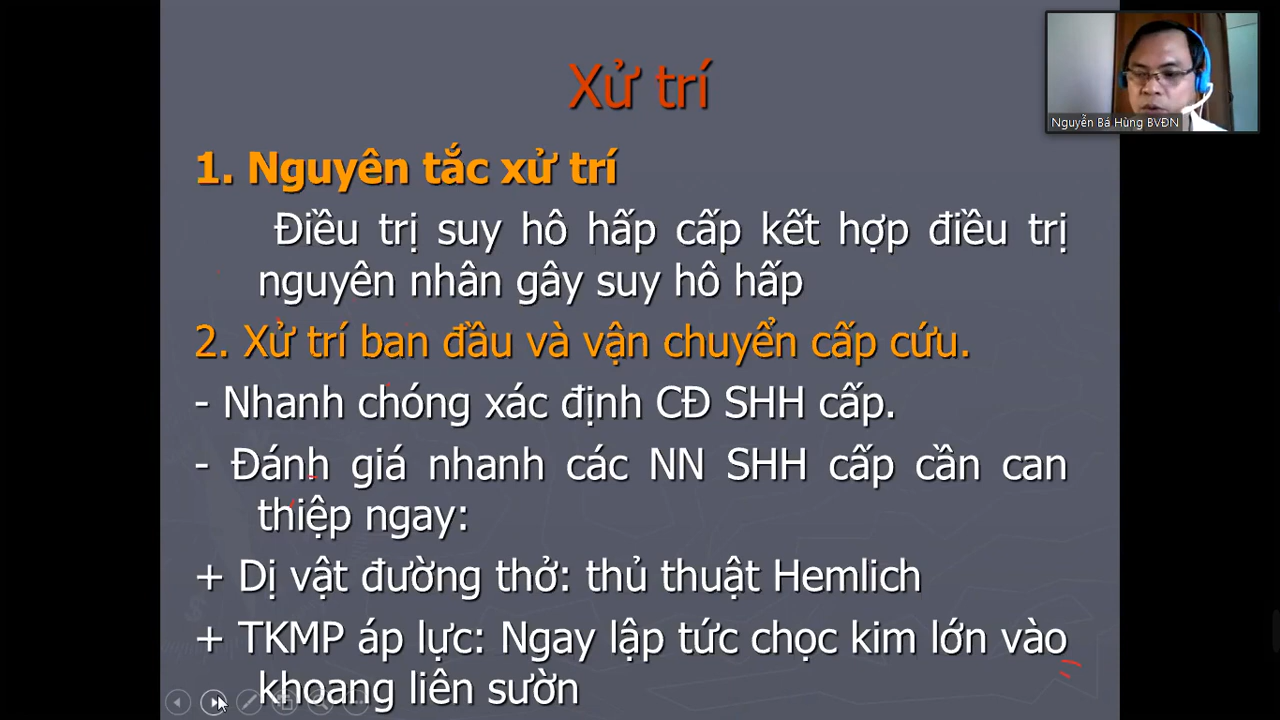 Xử trí
Nguyễn Bá Hùng BVĐN
1. Nguyên tắc xử trí
Điều trị suy hô hấp cấp kết hợp điều trị
nguyên nhân gây suy hô hấp
2. Xử trí ban đầu và vận chuyển cấp cứu.
- Nhanh chóng xác định CĐ SHH cấp.
- Đánh giá nhanh các NN SHH cấp cần can
thiệp ngay:
+ Dị vật đường thở: thủ thuật Hemlich
+ TKMP áp lực: Ngay lập tức chọc kim lớn vào
khoang liên sườn